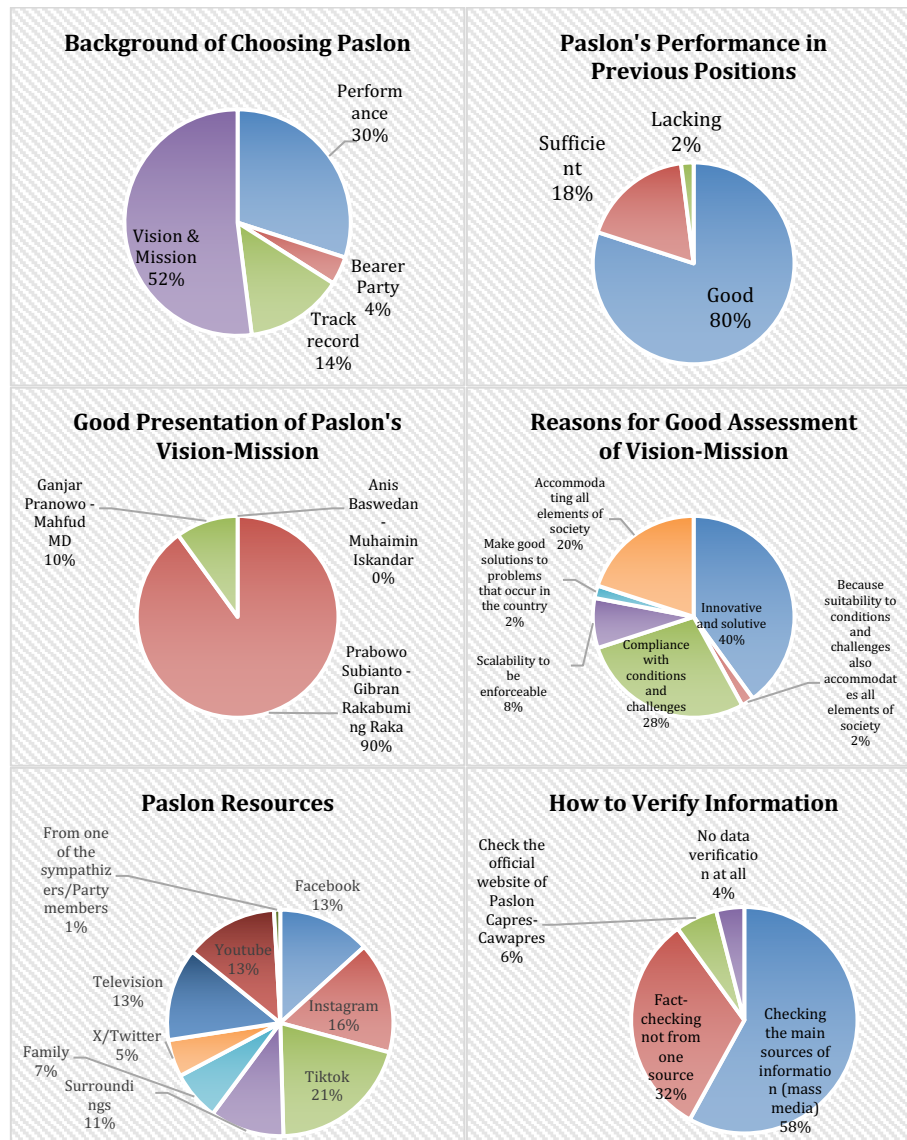 Background of Choosing Paslon
Perform
ance
30%
Bearer
Party
4%
Track
record
14%
Vision &
Mission
52%
Paslon's Performance in
Previous Positions
Lacking
2%
Sufficie
nt
18%
Good
80%
Good Presentation of Paslon's
Vision-Mission
Ganjar
Pranowo -
Mahfud
MD
10%
Anis
Baswedan
-
Muhaimin
Iskandar
0%
Prabowo
Subianto -
Gibran
Rakabumi
ng Raka
90%
Reasons for Good Assessment
of Vision-Mission
Accommoda
ting all
elements of
society
20%
Make good
solutions to
problems
that occur in
the country
2%
Scalability to
be
enforceable
8%
Innovative
and solutive
40%
Compliance
with
conditions
and
challenges
28%
Because
suitability to
conditions
and
challenges
also
accommodat
es all
elements of
society
2%
Paslon Resources
From one
of the
sympathiz
ers/Party
members
1%
Facebook
13%
Youtube
13%
Instagram
16%
Television
13%
X/Twitter
5%
Family
7%
Tiktok
21%
Surroundi
ngs
11%
How to Verify Information
Check the
official
website of
Paslon
Capres-
Cawapres
6%
No data
verificatio
n at all
4%
Fact-
checking
not from
one
source
32%
Checking
the main
sources of
informatio
n (mass
media)
58%